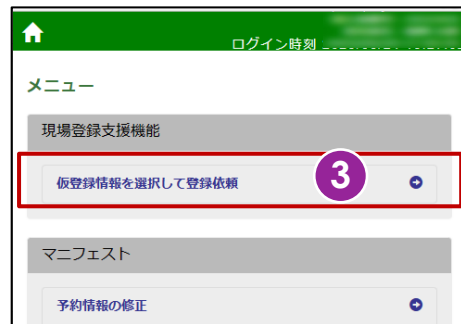 ログイン時刻
メニュー
現場登録支援機能
仮登録情報を選択して登録依頼
3
マニフェスト
予約情報の修正